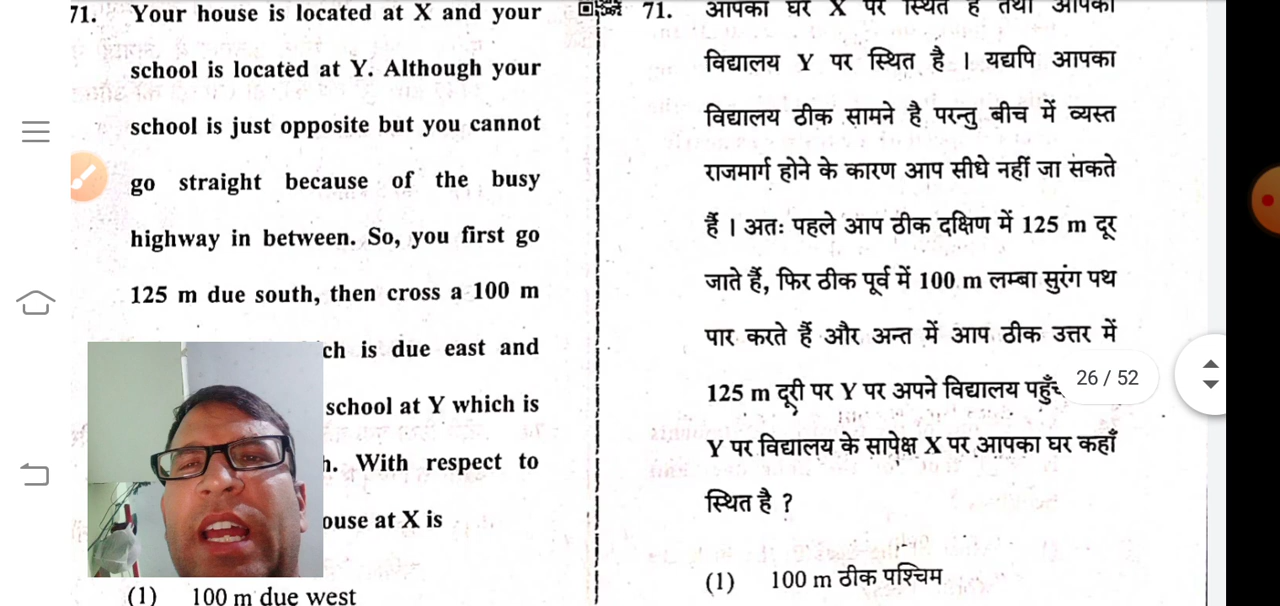 71. Your house is located at X and your
school is located at Y. Although your
school is just opposite but you cannot
go straight because of the busy
highway in between. So, you first go
125 m due south, then cross a 100 m
ch is due east and
school at Y which is
h. With respect to
ouse at X is
(1) 100 m due west
71. आपका घर X पर स्थित है तथा आपका
विद्यालय Y पर स्थित है । यद्यपि आपका
विद्यालय ठीक सामने है परन्तु बीच में व्यस्त
राजमार्ग होने के कारण आप सीधे नहीं जा सकते
हैं । अतः पहले आप ठीक दक्षिण में 125 m दूर
जाते हैं, फिर ठीक पूर्व में 100 m लम्बा सुरंग पथ
पार करते हैं और अन्त में आप ठीक उत्तर में
125 m दूरी पर Y पर अपने विद्यालय
26 / 52
Y पर विद्यालय के सापेक्ष X पर आपका घर कहाँ
स्थित है ?
(1) 100 m ठीक पश्चिम